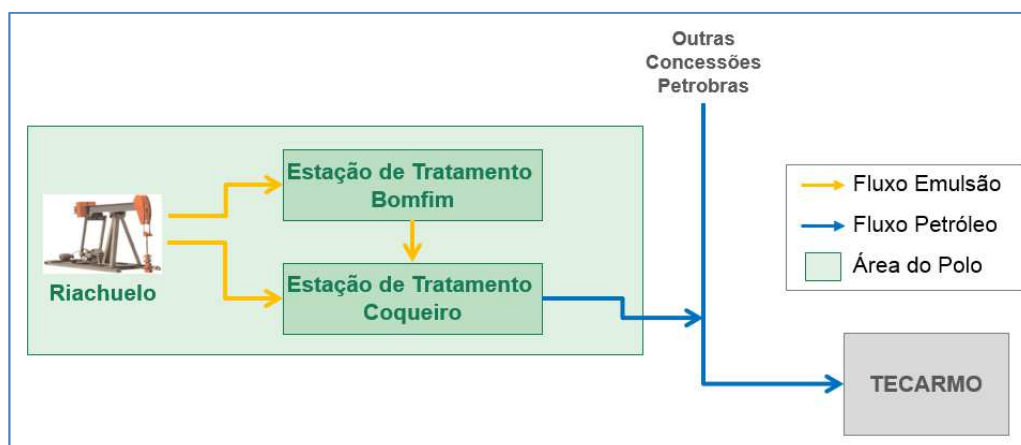 Outras
Concessões
Petrobras
Estação de Tratamento
Bomfim
Riachuelo
Estação de Tratamento
Coqueiro
Fluxo Emulsão
Fluxo Petróleo
Área do Polo
TECARMO